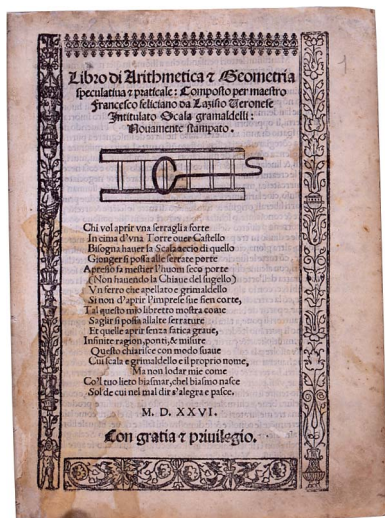 Libro di Arithmetica ⁊ Geometria
speculatiua ⁊ praticale: Composto per maestro
Francesco feliciano da Lazisio Veronese
Intitulato Scala gramaldelli:
Nouamente stampato.
Chi vol aprir vna serraglia forte
In cima d'vna Torre ouer Castello
Bisogna hauer la Scala accio di quello
Gionger si possa alle serrate porte
Apresso fa mestier l'huom seco porte
(Non hauendo la Chiaue del sugello)
Vn ferro che apellato e grimaldello
Si non d'aprir l'imprese sue sien corte,
Tal questo mio libretto mostra come
Saglir si possa alla alte serrature
Et quelle aprir senza fatica graue,
Infinite ragion, ponti, & misure
Questo chiarisce con modo suaue
Cui scala e grimaldello e il proprio nome,
Ma non lodar mie come
Co'l tuo lieto biasmar, chel biasmo nasce
Sol de cui nel mal dir s'alegra e pasce.
M. D. XXVI.
Con gratia ⁊ priuilegio.
1